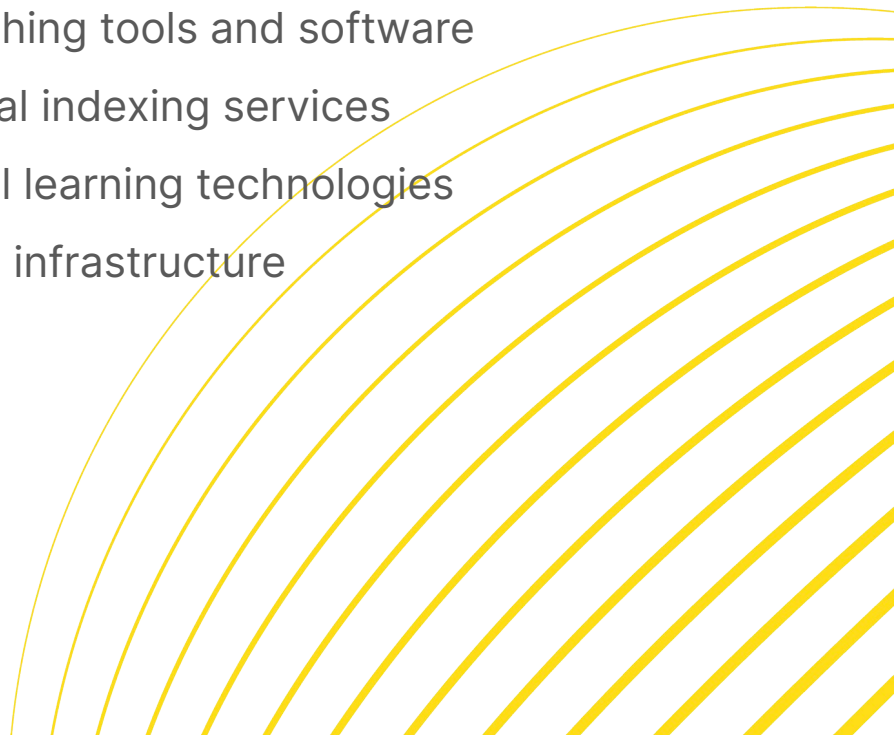 hing tools and software
al indexing services
l learning technologies
infrastructure